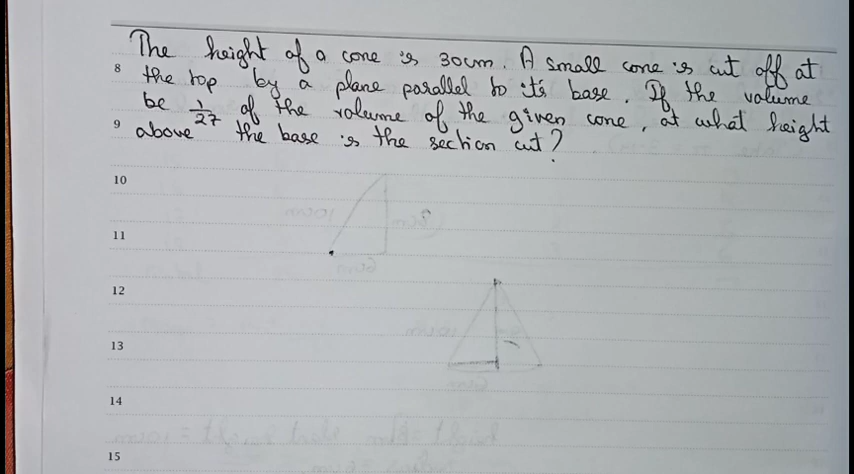 The height of a cone is 30cm. A small cone is cut off at
8 the top by a plane parallel to it's base. If the volume
be 1/27 of the volume of the given cone, at what height
9 above the base is the section cut?
10
11
12
13
14
15